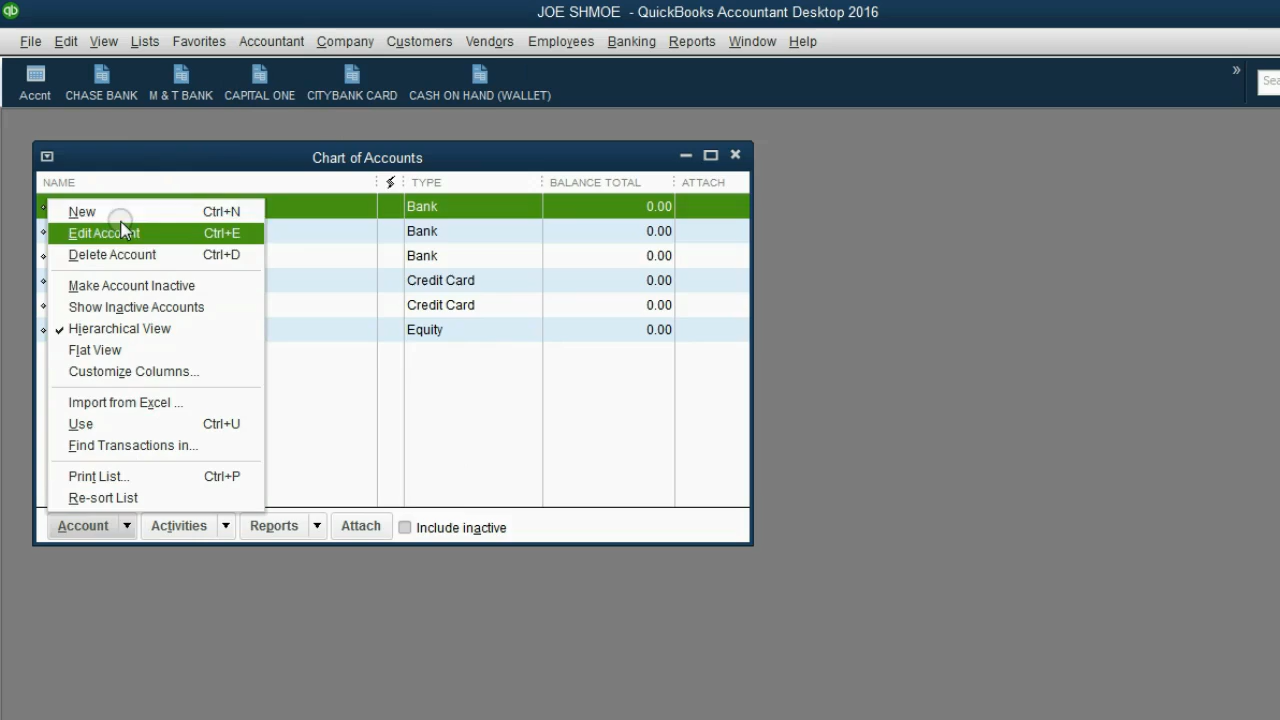 qb JOE SHMOE - QuickBooks Accountant Desktop 2016
File Edit View Lists Favorites Accountant Company Customers Vendors Employees Banking Reports Window Help
Accnt CHASE BANK M & T BANK CAPITAL ONE CITYBANK CARD CASH ON HAND (WALLET) » Sea
Chart of Accounts
NAME TYPE BALANCE TOTAL ATTACH
Bank 0.00
Bank 0.00
Bank 0.00
Credit Card 0.00
Credit Card 0.00
Equity 0.00
New Ctrl+N
Edit Account Ctrl+E
Delete Account Ctrl+D
Make Account Inactive
Show Inactive Accounts
Hierarchical View
Flat View
Customize Columns...
Import from Excel ...
Use Ctrl+U
Find Transactions in...
Print List... Ctrl+P
Re-sort List
Account Activities Reports Attach Include inactive